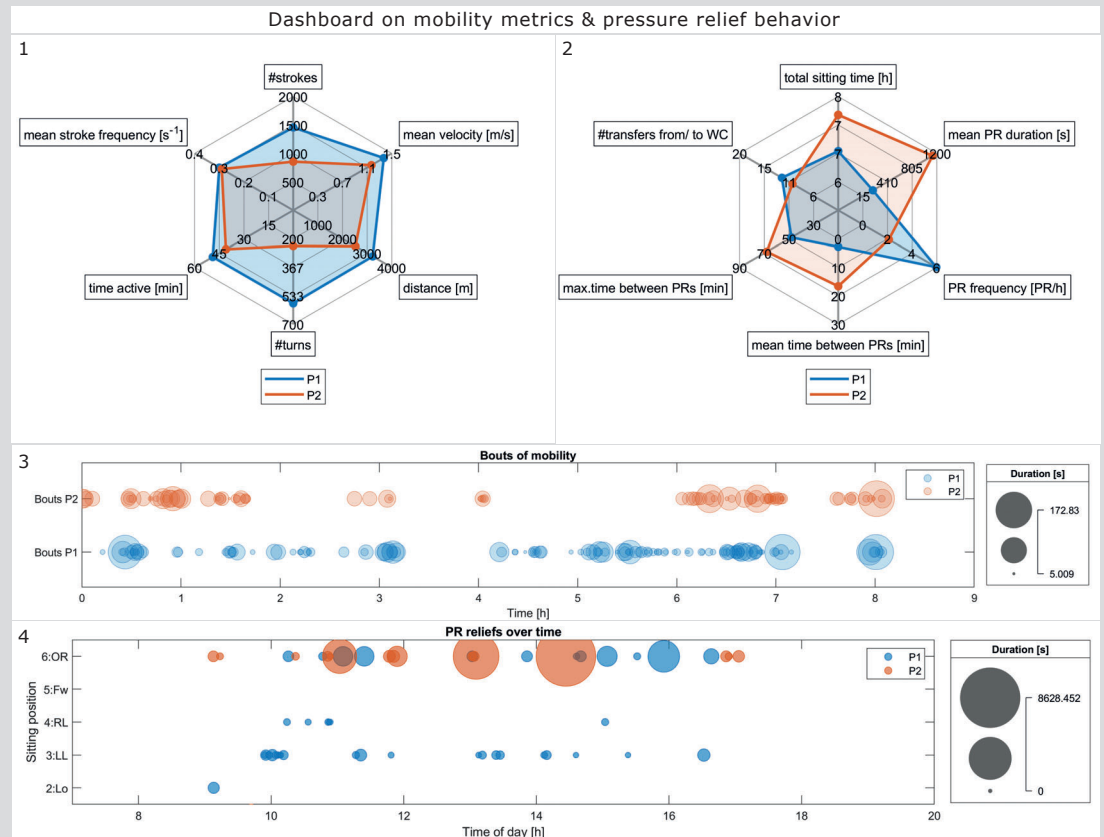 Dashboard on mobility metrics & pressure relief behavior
1
#strokes
2000
1500
1000
500
mean velocity [m/s]
1.5
1.1
0.7
0.3
distance [m]
4000
3000
2000
1000
#turns
700
533
367
200
time active [min]
60
45
30
15
mean stroke frequency [s⁻¹]
0.4
0.3
0.2
0.1
P1
P2
2
total sitting time [h]
8
7
7
6
mean PR duration [s]
1200
805
410
15
PR frequency [PR/h]
6
4
2
0
mean time between PRs [min]
30
20
10
0
max.time between PRs [min]
90
70
50
30
#transfers from/ to WC
20
15
11
6
P1
P2
3
Bouts of mobility
Bouts P2
Bouts P1
0 1 2 3 4 5 6 7 8 9
Time [h]
P1
P2
Duration [s]
172.83
5.009
4
PR reliefs over time
Sitting position
6:OR
5:Fw
4:RL
3:LL
2:Lo
8 10 12 14 16 18 20
Time of day [h]
P1
P2
Duration [s]
8628.452
0